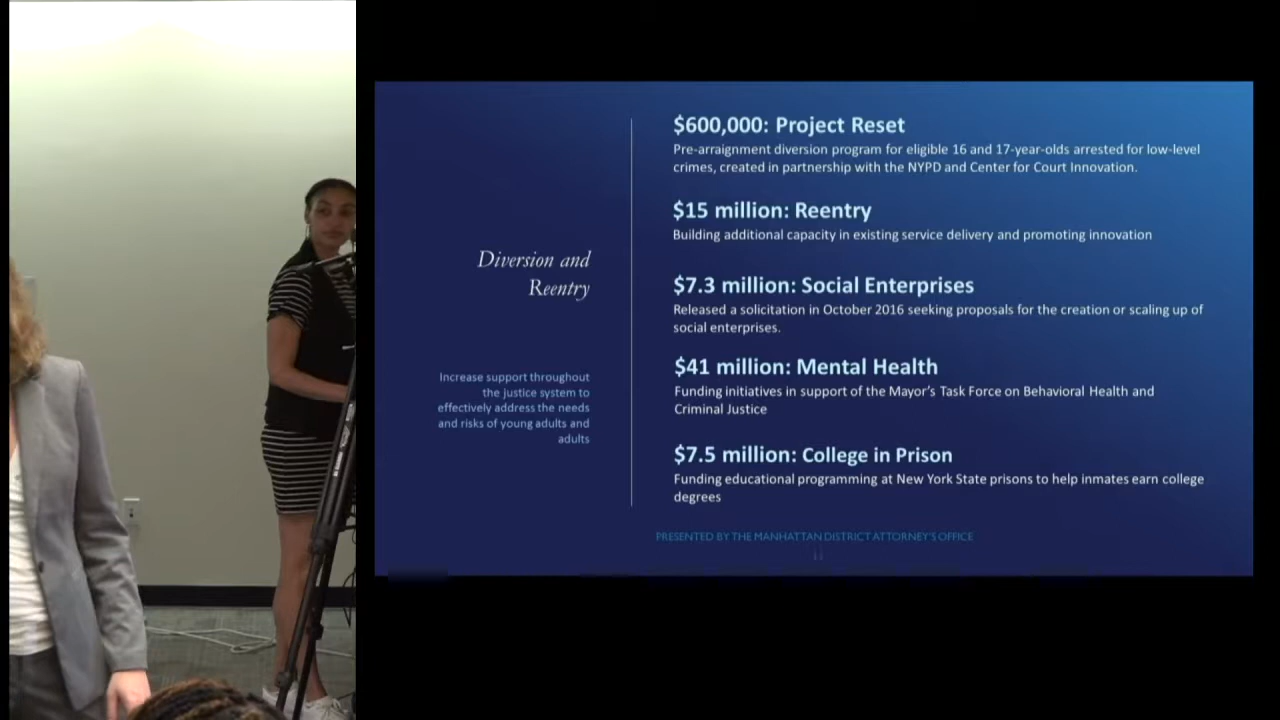 Diversion and
Reentry
Increase support throughout
the justice system to
effectively address the needs
and risks of young adults and
adults
$600,000: Project Reset
Pre-arraignment diversion program for eligible 16 and 17-year-olds arrested for low-level
crimes, created in partnership with the NYPD and Center for Court Innovation.
$15 million: Reentry
Building additional capacity in existing service delivery and promoting innovation
$7.3 million: Social Enterprises
Released a solicitation in October 2016 seeking proposals for the creation or scaling up of
social enterprises.
$41 million: Mental Health
Funding initiatives in support of the Mayor's Task Force on Behavioral Health and
Criminal Justice
$7.5 million: College in Prison
Funding educational programming at New York State prisons to help inmates earn college
degrees
PRESENTED BY THE MANHATTAN DISTRICT ATTORNEY'S OFFICE
11